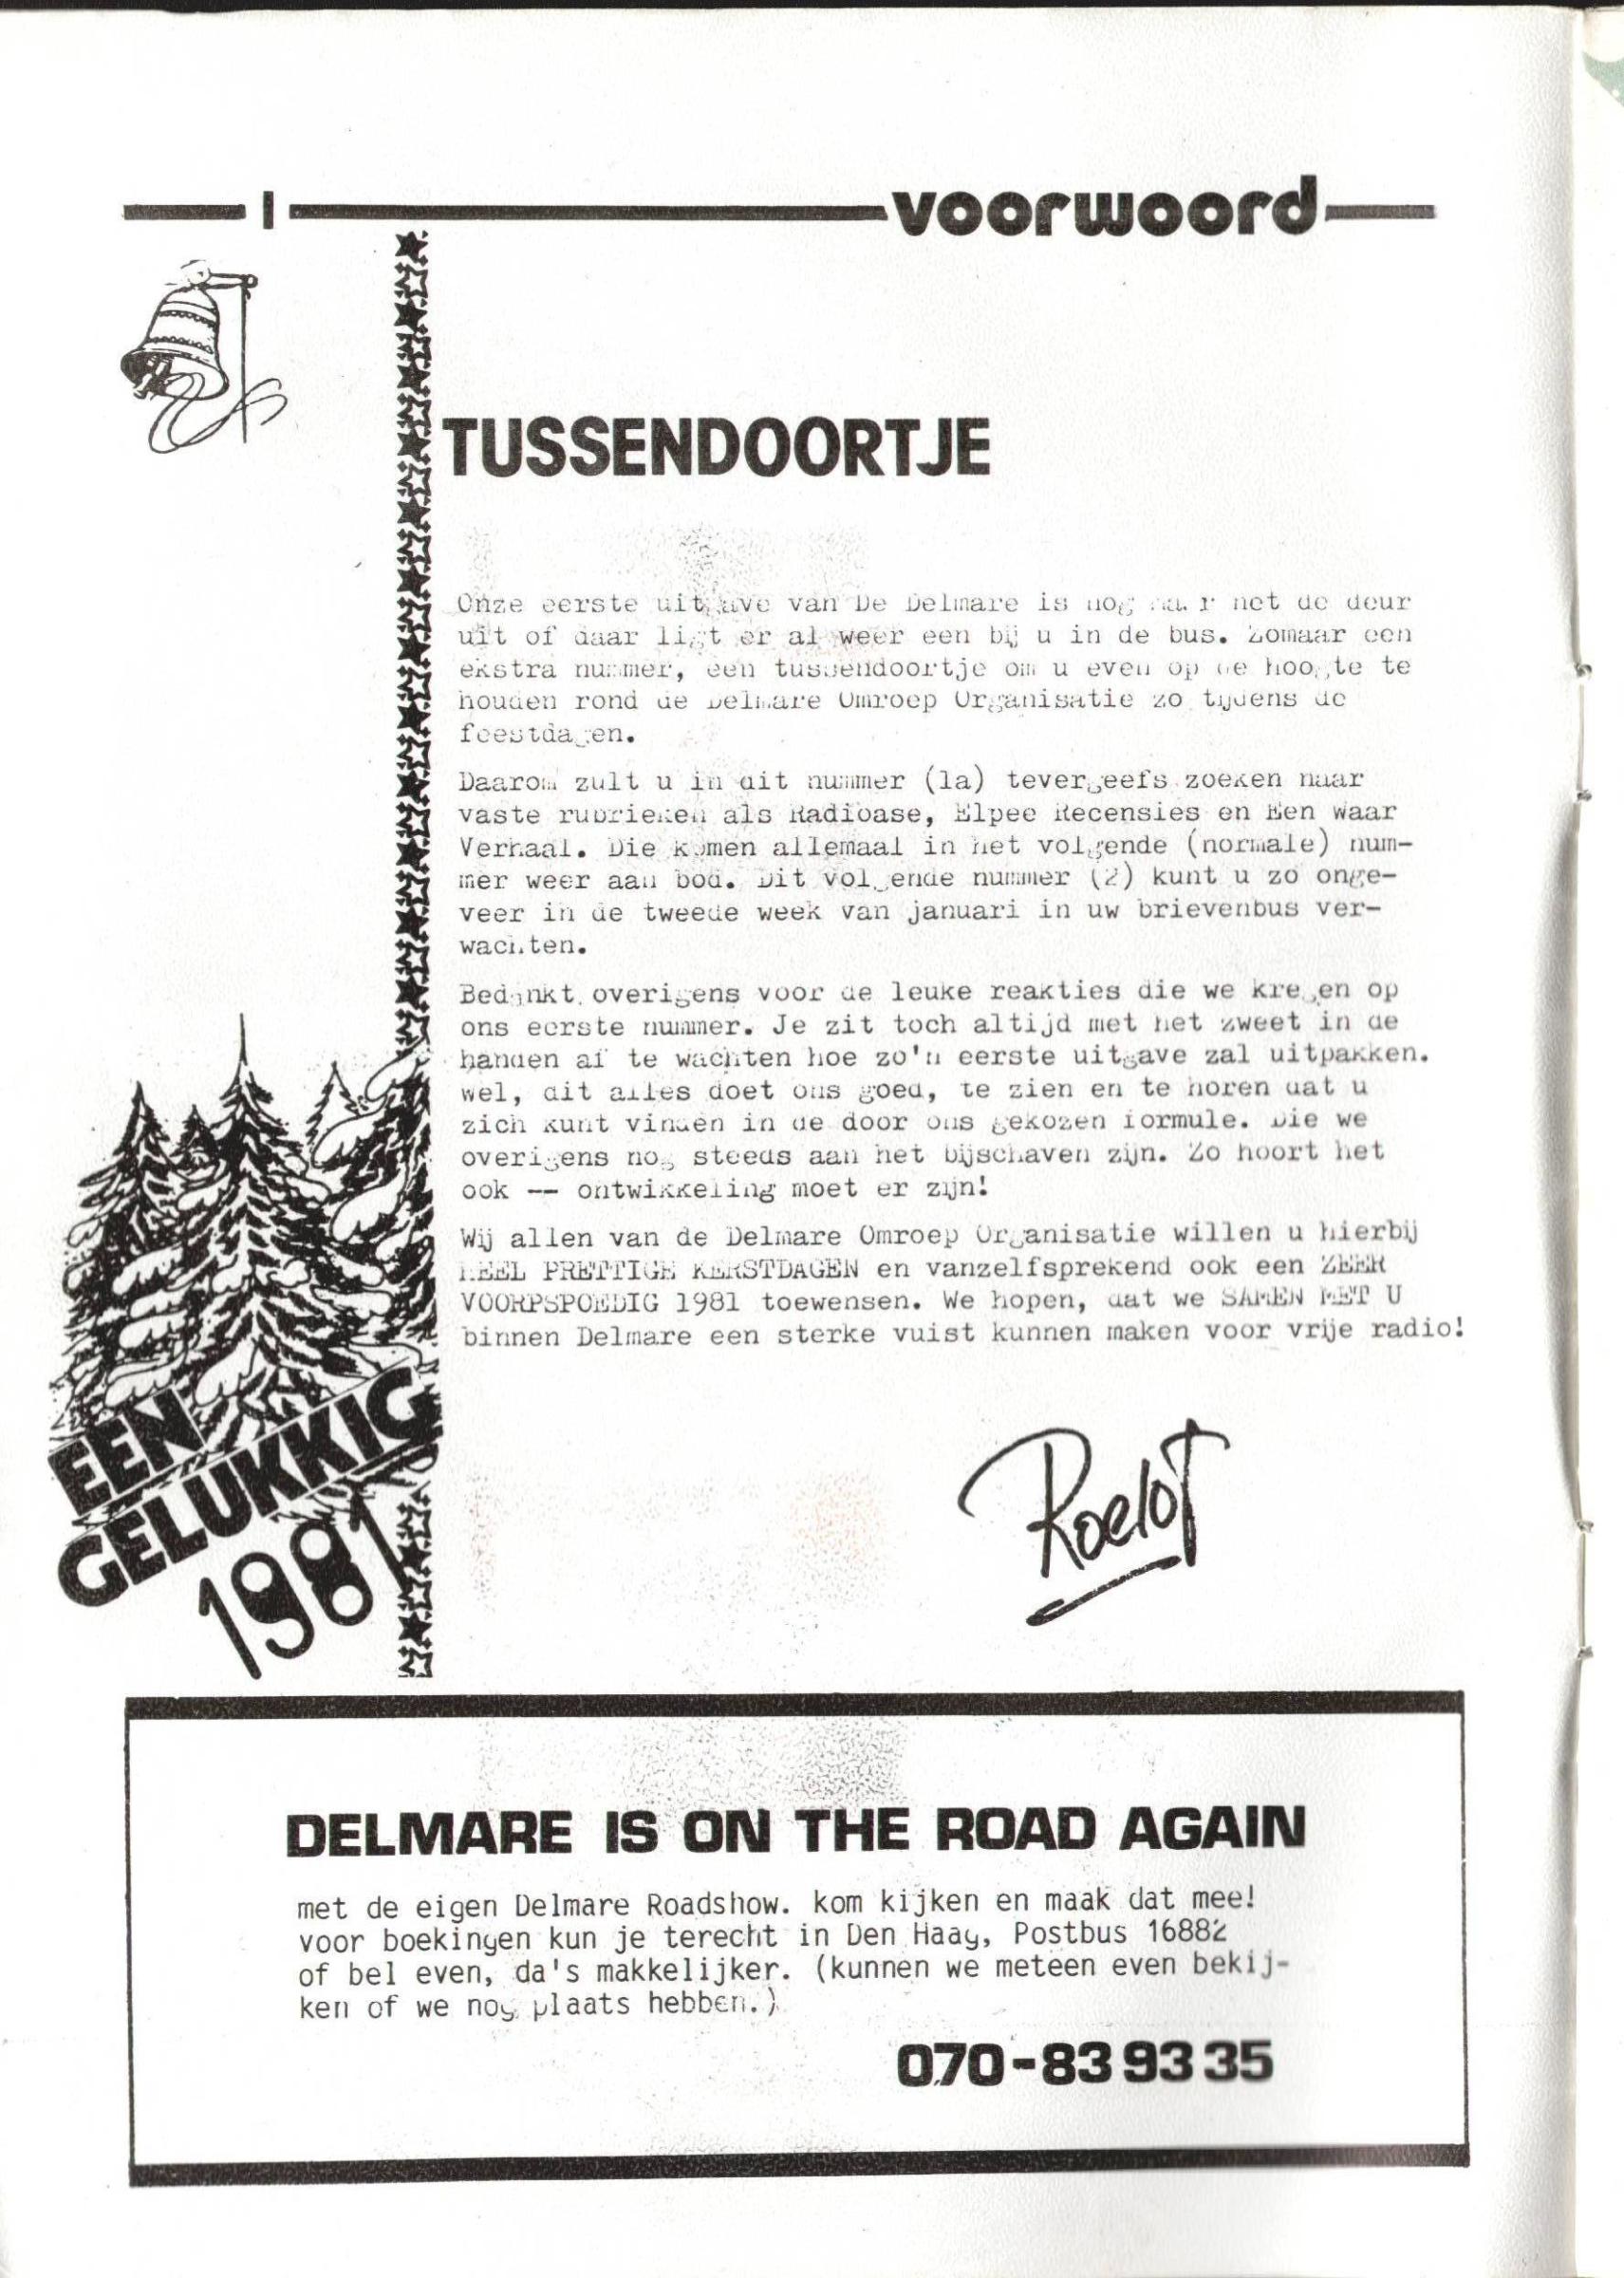 voorwoord
TUSSENDOORTJE
Onze eerste uitgave van De Delmare is nog maar net de deur
uit of daar ligt er al weer een bij u in de bus. Zomaar een
ekstra nummer, een tussendoortje om u even op de hoogte te
houden rond de Delmare Omroep Organisatie zo tijdens de
feestdagen.
Daarom zult u in dit nummer (1a) tevergeefs zoeken naar
vaste rubrieken als Radioase, Elpee Recensies en Een Waar
Verhaal. Die komen allemaal in het volgende (normale) num-
mer weer aan bod. Dit volgende nummer (2) kunt u zo onge-
veer in de tweede week van januari in uw brievenbus ver-
wachten.
Bedankt overigens voor de leuke reakties die we kregen op
ons eerste nummer. Je zit toch altijd met het zweet in de
handen af te wachten hoe zo'n eerste uitgave zal uitpakken.
Wel, dit alles doet ons goed, te zien en te horen dat u
zich kunt vinden in de door ons gekozen formule. Die we
overigens nog steeds aan het bijschaven zijn. Zo hoort het
ook -- ontwikkeling moet er zijn!
Wij allen van de Delmare Omroep Organisatie willen u hierbij
HEEL PRETTIGE KERSTDAGEN en vanzelfsprekend ook een ZEER
VOORPSPOEDIG 1981 toewensen. We hopen, dat we SAMEN MET U
binnen Delmare een sterke vuist kunnen maken voor vrije radio!
EEN
GELUKKIG
1981
Roelof
DELMARE IS ON THE ROAD AGAIN
met de eigen Delmare Roadshow. kom kijken en maak dat mee!
voor boekingen kun je terecht in Den Haag, Postbus 16882
of bel even, da's makkelijker. (kunnen we meteen even bekij-
ken of we nog plaats hebben.)
070-83 93 35